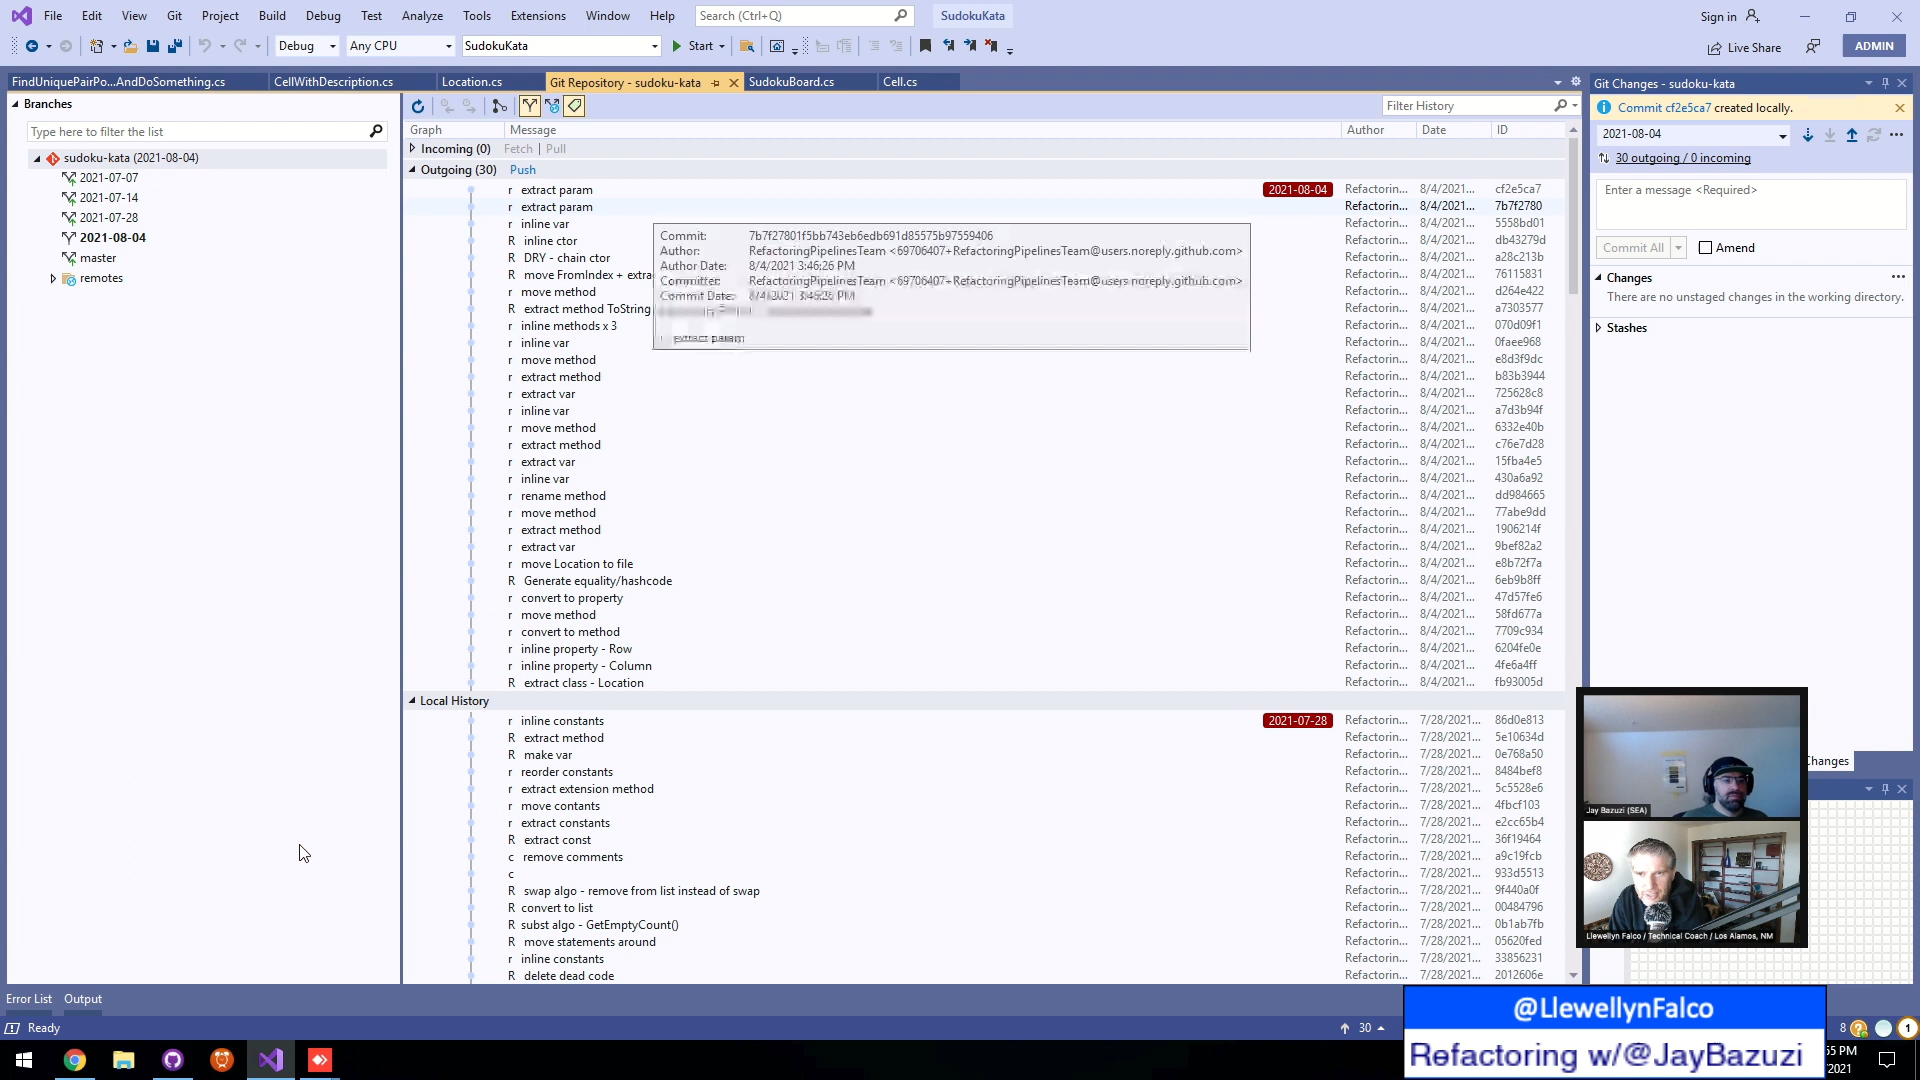 File Edit View Git Project Build Debug Test Analyze Tools Extensions Window Help Search (Ctrl+Q) SudokuKata Sign in
Debug Any CPU SudokuKata Start Live Share ADMIN
FindUniquePairPo...AndDoSomething.cs CellWithDescription.cs Location.cs Git Repository - sudoku-kata SudokuBoard.cs Cell.cs
Branches
Type here to filter the list
sudoku-kata (2021-08-04)
2021-07-07
2021-07-14
2021-07-28
2021-08-04
master
remotes
Filter History
Graph Message Author Date ID
Incoming (0) Fetch | Pull
Outgoing (30) Push
r extract param 2021-08-04 Refactorin... 8/4/2021... cf2e5ca7
r extract param Refactorin... 8/4/2021... 7b7f2780
r inline var Refactorin... 8/4/2021... 5558bd01
R inline ctor Refactorin... 8/4/2021... db43279d
R DRY - chain ctor Refactorin... 8/4/2021... a28c213b
R move FromIndex + extra Refactorin... 8/4/2021... 76115831
r move method Refactorin... 8/4/2021... d264e422
R extract method ToString Refactorin... 8/4/2021... a7303577
r inline methods x 3 Refactorin... 8/4/2021... 070d09f1
r inline var Refactorin... 8/4/2021... 0faee968
r move method Refactorin... 8/4/2021... e8d3f9dc
r extract method Refactorin... 8/4/2021... b83b3944
r extract var Refactorin... 8/4/2021... 725628c8
r inline var Refactorin... 8/4/2021... a7d3b94f
r move method Refactorin... 8/4/2021... 6332e40b
r extract method Refactorin... 8/4/2021... c76e7d28
r extract var Refactorin... 8/4/2021... 15fba4e5
r inline var Refactorin... 8/4/2021... 430a6a92
r rename method Refactorin... 8/4/2021... dd984665
r move method Refactorin... 8/4/2021... 77abe9dd
r extract method Refactorin... 8/4/2021... 1906214f
r extract var Refactorin... 8/4/2021... 9bef82a2
r move Location to file Refactorin... 8/4/2021... e8b72f7a
R Generate equality/hashcode Refactorin... 8/4/2021... 6eb9b8ff
r convert to property Refactorin... 8/4/2021... 47d57fe6
r move method Refactorin... 8/4/2021... 58fd677a
r convert to method Refactorin... 8/4/2021... 7709c934
r inline property - Row Refactorin... 8/4/2021... 6204fe0e
r inline property - Column Refactorin... 8/4/2021... 4fe6a4ff
R extract class - Location Refactorin... 8/4/2021... fb93005d
Commit: 7b7f27801f5bb743eb6edb691d85575b97559406
Author: RefactoringPipelinesTeam <69706407+RefactoringPipelinesTeam@users.noreply.github.com>
Author Date: 8/4/2021 3:46:26 PM
Committer: RefactoringPipelinesTeam <69706407+RefactoringPipelinesTeam@users.noreply.github.com>
Commit Date: 8/4/2021 3:46:26 PM
extract param
Local History
r inline constants 2021-07-28 Refactorin... 7/28/2021... 86d0e813
R extract method Refactorin... 7/28/2021... 5e10634d
R make var Refactorin... 7/28/2021... 0e768a50
r reorder constants Refactorin... 7/28/2021... 8484bef8
r extract extension method Refactorin... 7/28/2021... 5c5528e6
r move contants Refactorin... 7/28/2021... 4fbcf103
r extract constants Refactorin... 7/28/2021... e2cc65b4
R extract const Refactorin... 7/28/2021... 36f19464
c remove comments Refactorin... 7/28/2021... a9c19fcb
c Refactorin... 7/28/2021... 933d5513
R swap algo - remove from list instead of swap Refactorin... 7/28/2021... 9f440a0f
R convert to list Refactorin... 7/28/2021... 00484796
R subst algo - GetEmptyCount() Refactorin... 7/28/2021... 0b1ab7fb
R move statements around Refactorin... 7/28/2021... 05620fed
r inline constants Refactorin... 7/28/2021... 33856231
R delete dead code Refactorin... 7/28/2021... 2012606e
Git Changes - sudoku-kata
Commit cf2e5ca7 created locally.
2021-08-04
30 outgoing / 0 incoming
Enter a message <Required>
Commit All Amend
Changes
There are no unstaged changes in the working directory.
Stashes
Changes
Jay Bazuzi (SEA)
Llewellyn Falco / Technical Coach / Los Alamos, NM
Error List Output
Ready 30 8 1
@LlewellynFalco
Refactoring w/@JayBazuzi
55 PM
2021